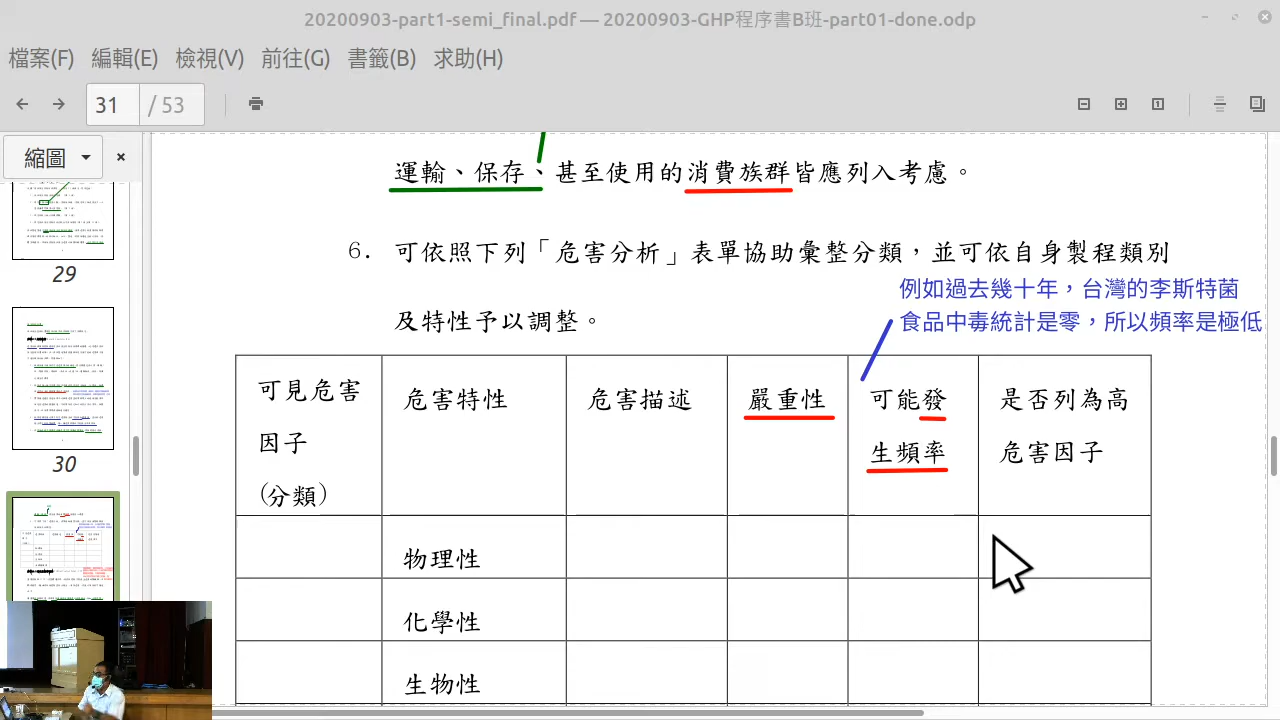 20200903-part1-semi_final.pdf — 20200903-GHP程序書B班-part01-done.odp
檔案(F) 編輯(E) 檢視(V) 前往(G) 書籤(B) 求助(H)
31 / 53
縮圖
29
30
運輸、保存、甚至使用的消費族群皆應列入考慮。
6. 可依照下列「危害分析」表單協助彙整分類，並可依自身製程類別
例如過去幾十年，台灣的李斯特菌
及特性予以調整。
食品中毒統計是零，所以頻率是極低
可見危害
因子
(分類)
危害特性
危害描述
嚴重性
可能發
生頻率
是否列為高
危害因子
物理性
化學性
生物性